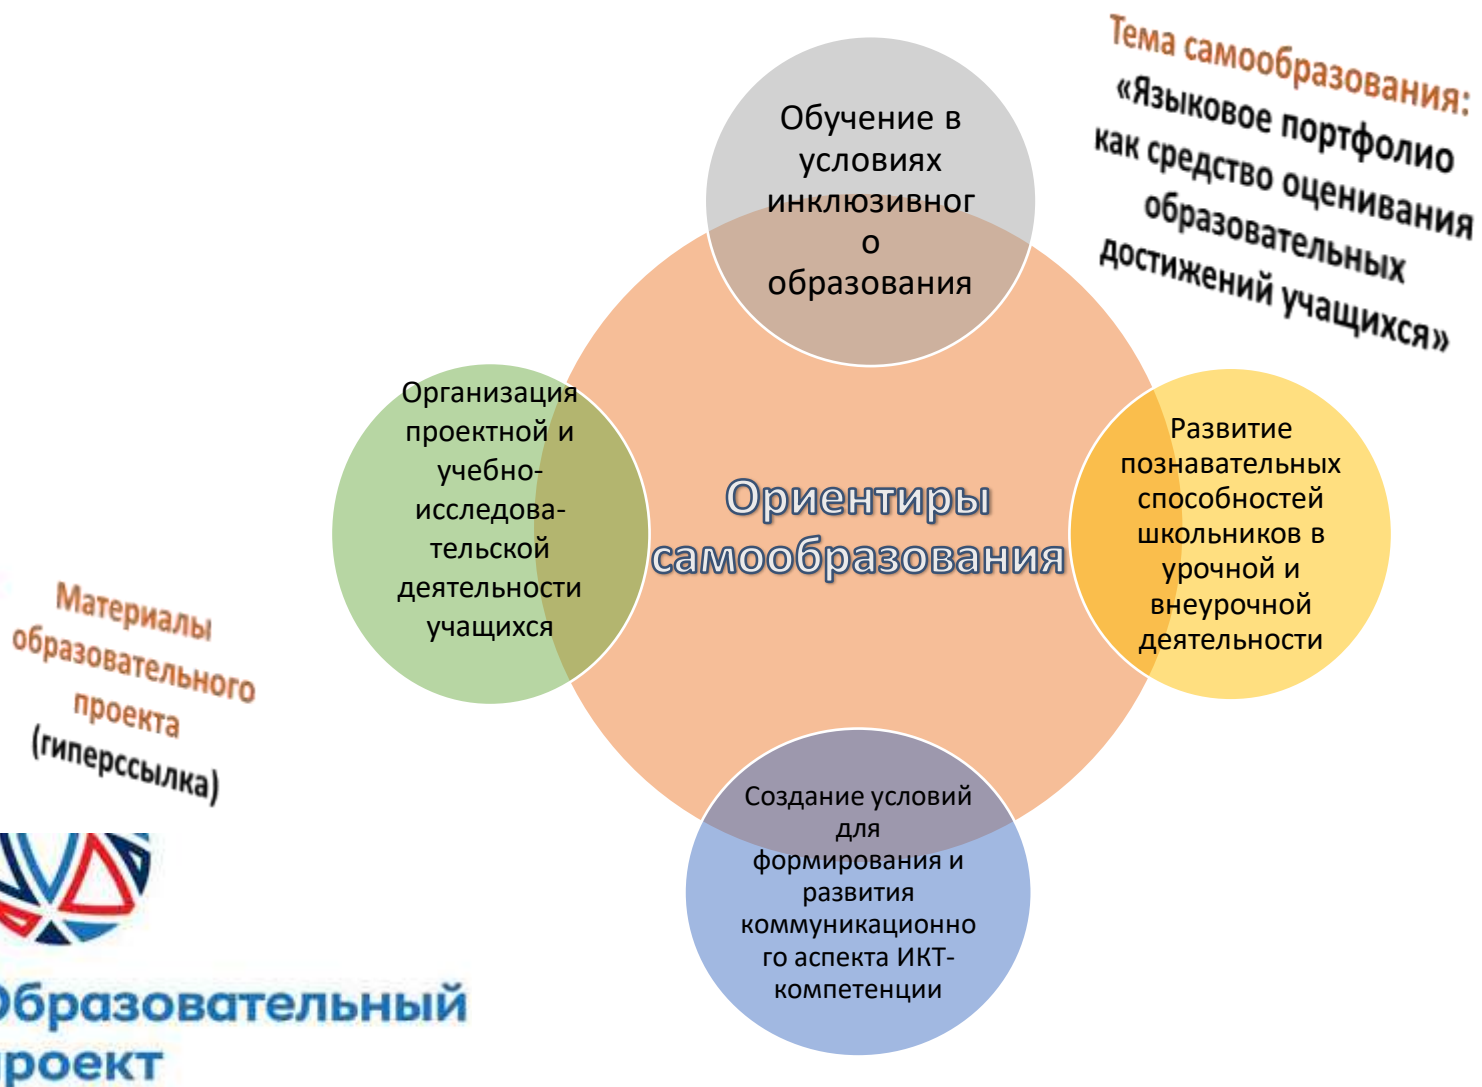 Тема самообразования:
«Языковое портфолио
как средство оценивания
образовательных
достижений учащихся»
Обучение в
условиях
инклюзивног
о
образования
Организация
проектной и
учебно-
исследова-
тельской
деятельности
учащихся
Ориентиры
самообразования
Развитие
познавательных
способностей
школьников в
урочной и
внеурочной
деятельности
Материалы
образовательного
проекта
(гиперссылка)
Создание условий
для
формирования и
развития
коммуникационно
го аспекта ИКТ-
компетенции
Образовательный
проект